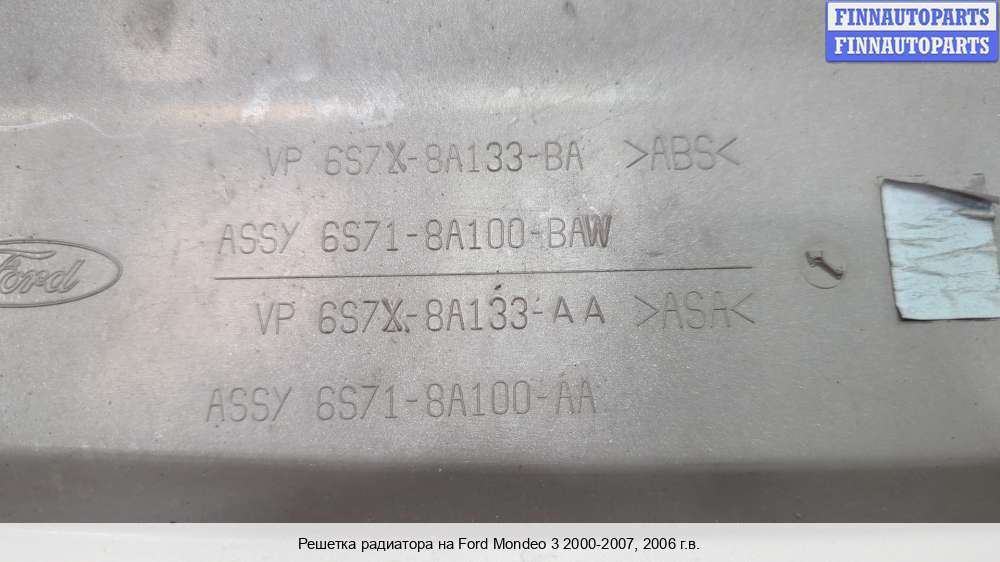 FINNAUTOPARTS
FINNAUTOPARTS
VP 6S7X-8A133-BA >ABS<
ASSY 6S71-8A100-BAW
Ford
VP 6S7X-8A133-AA >ASA<
ASSY 6S71-8A100-AA
Решетка радиатора на Ford Mondeo 3 2000-2007, 2006 г.в.